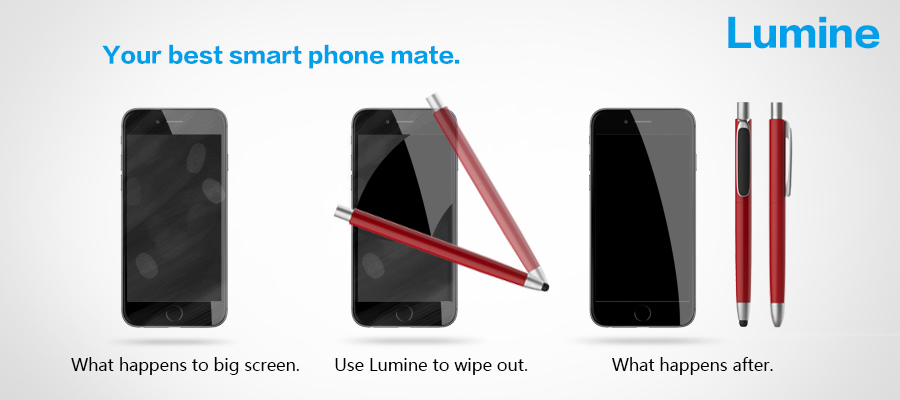 Lumine
Your best smart phone mate.
What happens to big screen.
Use Lumine to wipe out.
What happens after.